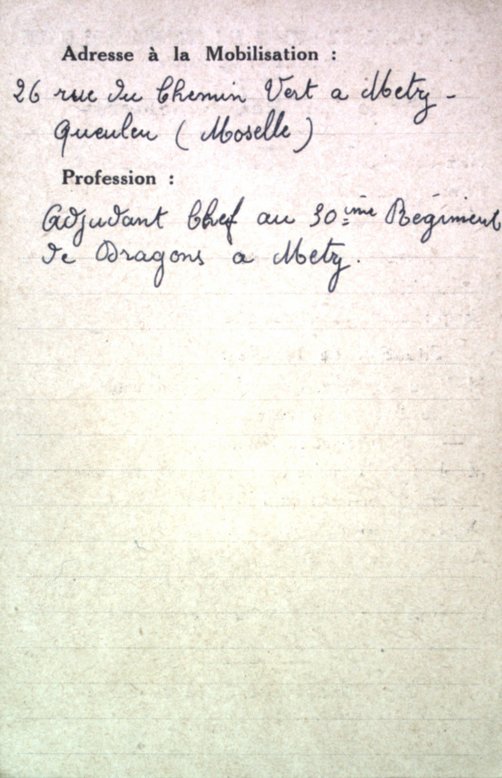 Adresse à la Mobilisation :
26 rue du Chemin Vert a Metz -
Queuleu ( Moselle )
Profession :
Adjudant Chef au 30ème Régiment
de Dragons a Metz.